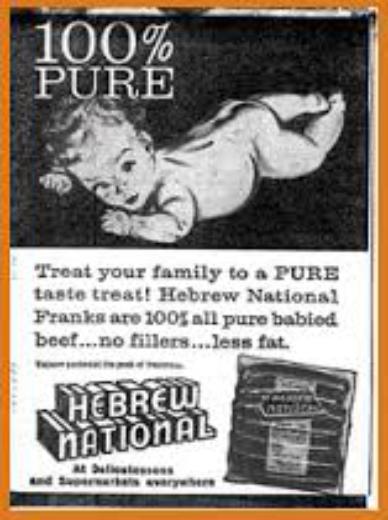 100%
PURE
Treat your family to a PURE
taste treat! Hebrew National
Franks are 100% all pure babied
beef...no fillers...less fat.
HEBREW
NATIONAL
At Delicatessens
and Supermarkets everywhere